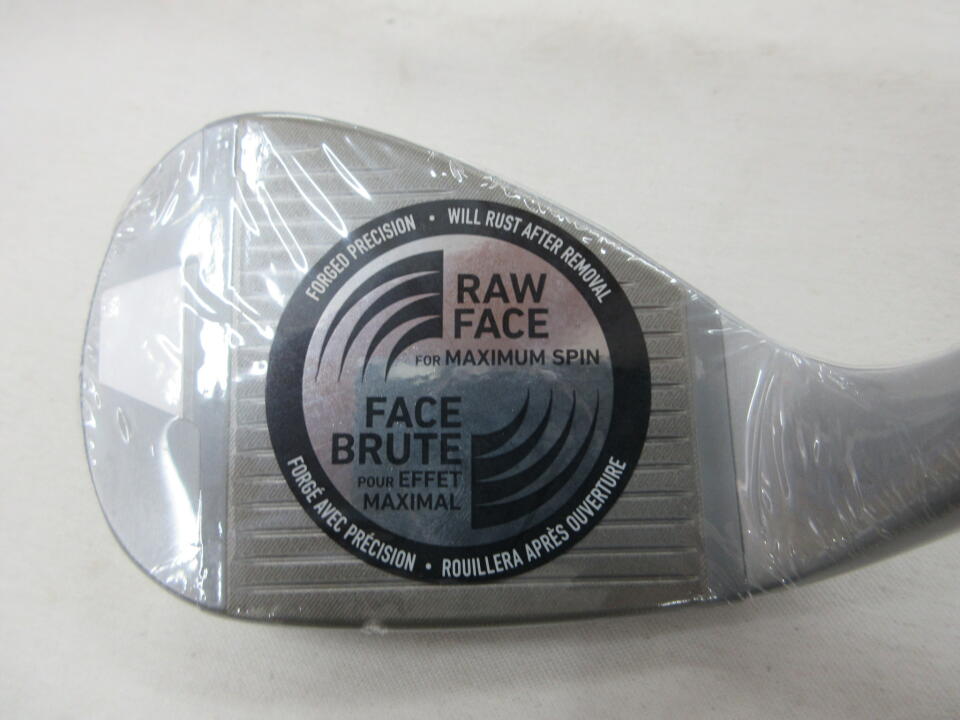 FORGED PRECISION • WILL RUST AFTER REMOVAL
RAW
FACE
FOR MAXIMUM SPIN
FACE
BRUTE
POUR EFFET
MAXIMAL
FORGÉ AVEC PRÉCISION • ROUILLERA APRÈS OUVERTURE